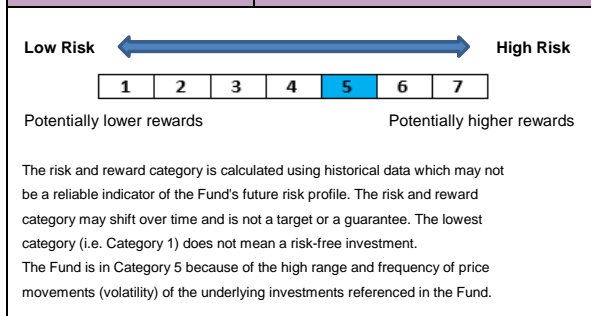 Low Risk High Risk
1 2 3 4 5 6 7
Potentially lower rewards Potentially higher rewards
The risk and reward category is calculated using historical data which may not
be a reliable indicator of the Fund's future risk profile. The risk and reward
category may shift over time and is not a target or a guarantee. The lowest
category (i.e. Category 1) does not mean a risk-free investment.
The Fund is in Category 5 because of the high range and frequency of price
movements (volatility) of the underlying investments referenced in the Fund.